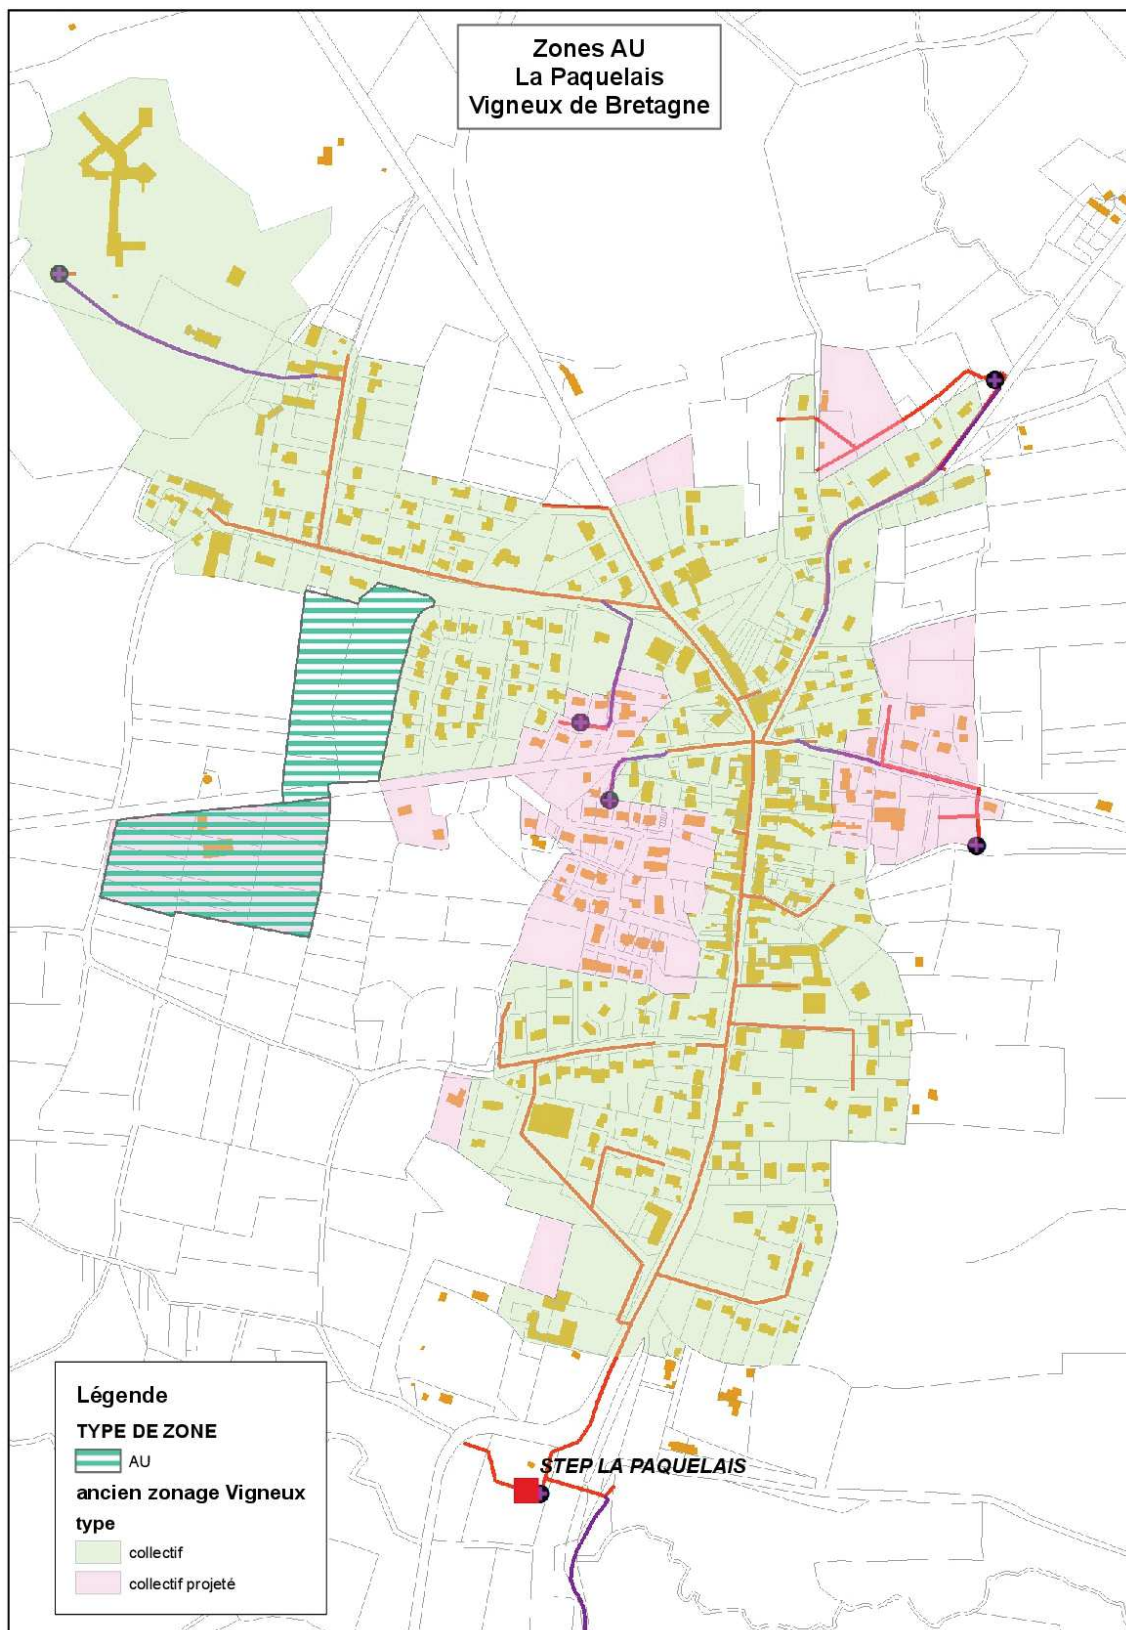 Zones AU
La Paquelais
Vigneux de Bretagne
STEP LA PAQUELAIS
Légende
TYPE DE ZONE
AU
ancien zonage Vigneux
type
collectif
collectif projeté